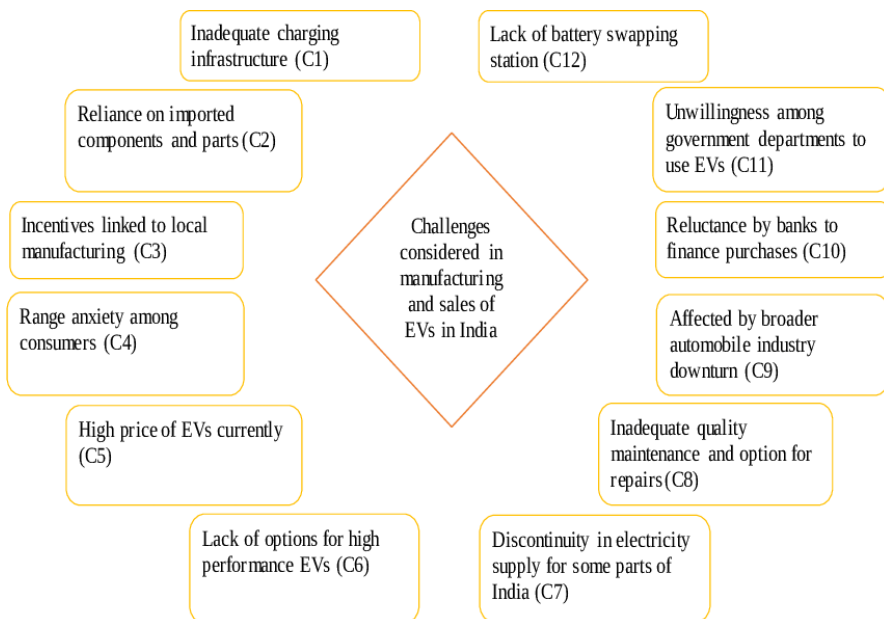 Inadequate charging
infrastructure (C1)
Lack of battery swapping
station (C12)
Reliance on imported
components and parts (C2)
Unwillingness among
government departments to
use EVs (C11)
Incentives linked to local
manufacturing (C3)
Challenges
considered in
manufacturing
and sales of
EVs in India
Reluctance by banks to
finance purchases (C10)
Range anxiety among
consumers (C4)
Affected by broader
automobile industry
downturn (C9)
High price of EVs currently
(C5)
Inadequate quality
maintenance and option for
repairs (C8)
Lack of options for high
performance EVs (C6)
Discontinuity in electricity
supply for some parts of
India (C7)